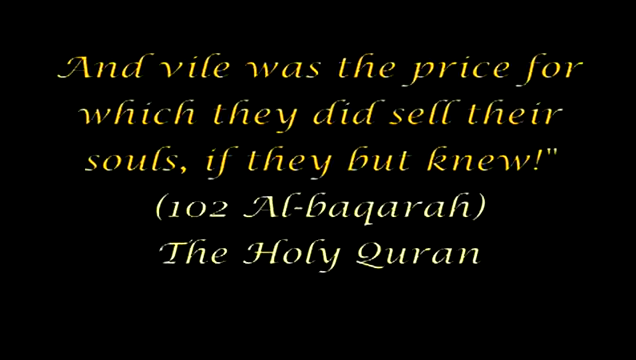 And vile was the price for
which they did sell their
souls, if they but knew!"
(102 Al-baqarah)
The Holy Quran